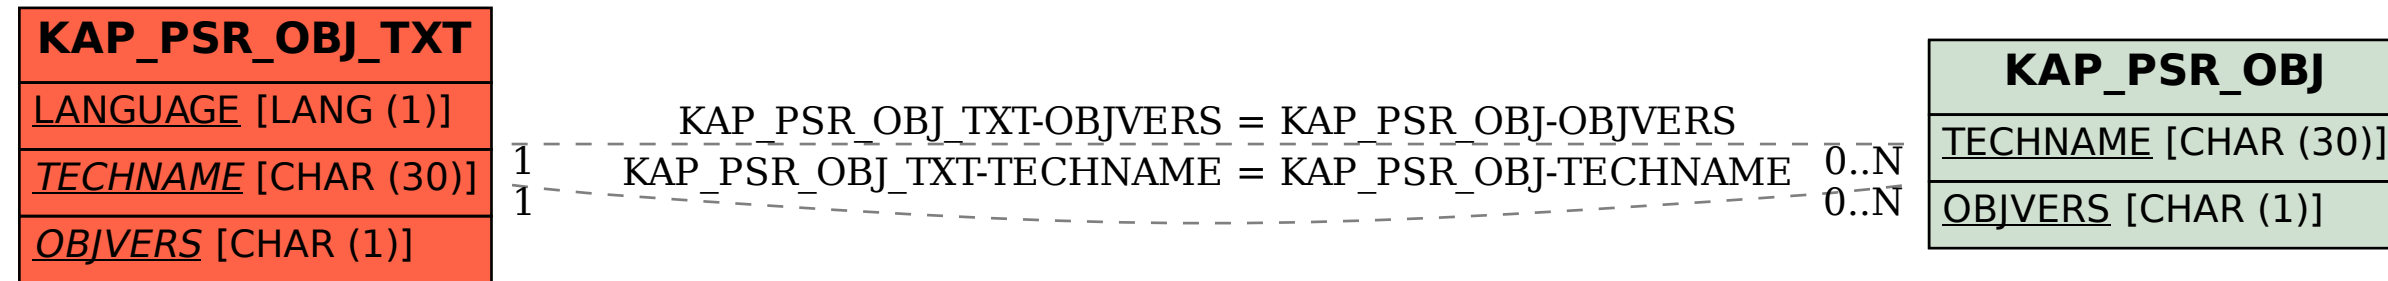 KAP_PSR_OBJ_TXT
LANGUAGE [LANG (1)]
TECHNAME [CHAR (30)]
OBJVERS [CHAR (1)]
KAP_PSR_OBJ_TXT-OBJVERS = KAP_PSR_OBJ-OBJVERS
KAP_PSR_OBJ_TXT-TECHNAME = KAP_PSR_OBJ-TECHNAME
1
1
0..N
0..N
KAP_PSR_OBJ
TECHNAME [CHAR (30)]
OBJVERS [CHAR (1)]